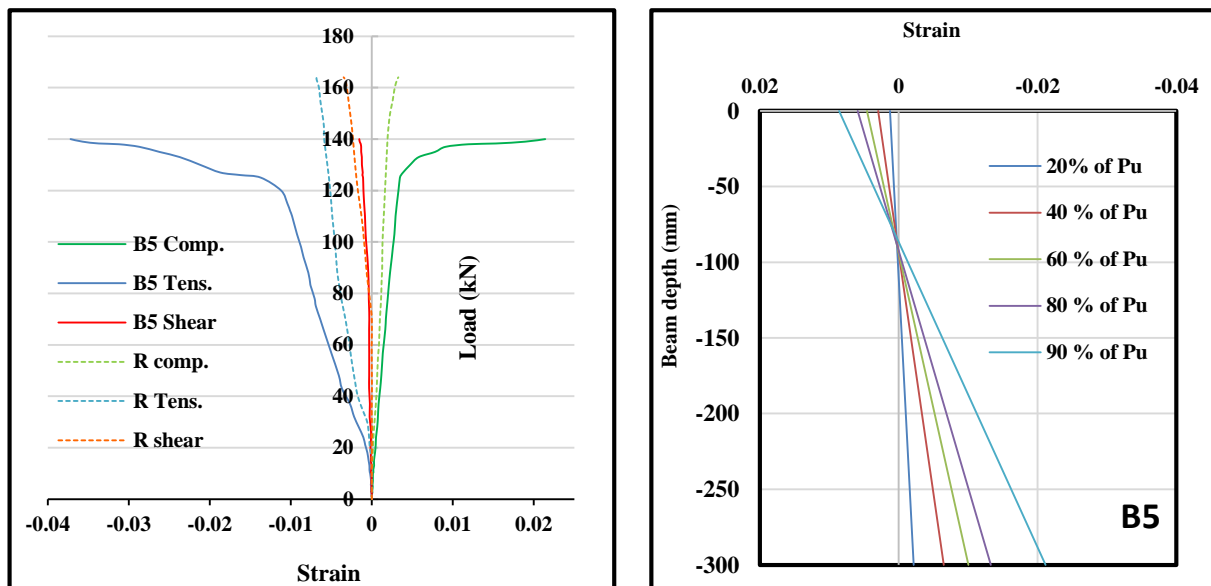 180
160
140
120
100
80
60
40
20
0
Load (kN)
B5 Comp.
B5 Tens.
B5 Shear
R comp.
R Tens.
R shear
-0.04 -0.03 -0.02 -0.01 0 0.01 0.02
Strain
Strain
0.02 0 -0.02 -0.04
0
-50
-100
-150
-200
-250
-300
Beam depth (mm)
20% of Pu
40 % of Pu
60 % of Pu
80 % of Pu
90 % of Pu
B5